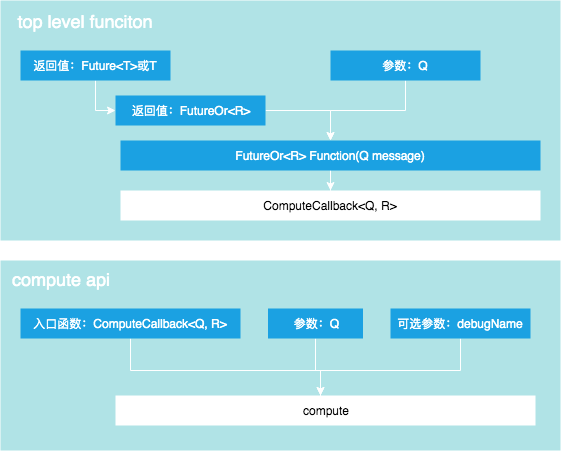 top level funciton
返回值：Future<T>或T
参数：Q
返回值：FutureOr<R>
FutureOr<R> Function(Q message)
ComputeCallback<Q, R>
compute api
入口函数：ComputeCallback<Q, R>
参数：Q
可选参数：debugName
compute